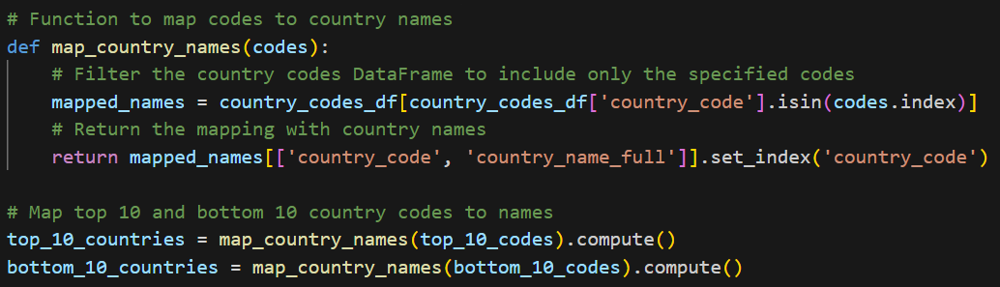 # Function to map codes to country names
def map_country_names(codes):
    # Filter the country codes DataFrame to include only the specified codes
    mapped_names = country_codes_df[country_codes_df['country_code'].isin(codes.index)]
    # Return the mapping with country names
    return mapped_names[['country_code', 'country_name_full']].set_index('country_code')

# Map top 10 and bottom 10 country codes to names
top_10_countries = map_country_names(top_10_codes).compute()
bottom_10_countries = map_country_names(bottom_10_codes).compute()